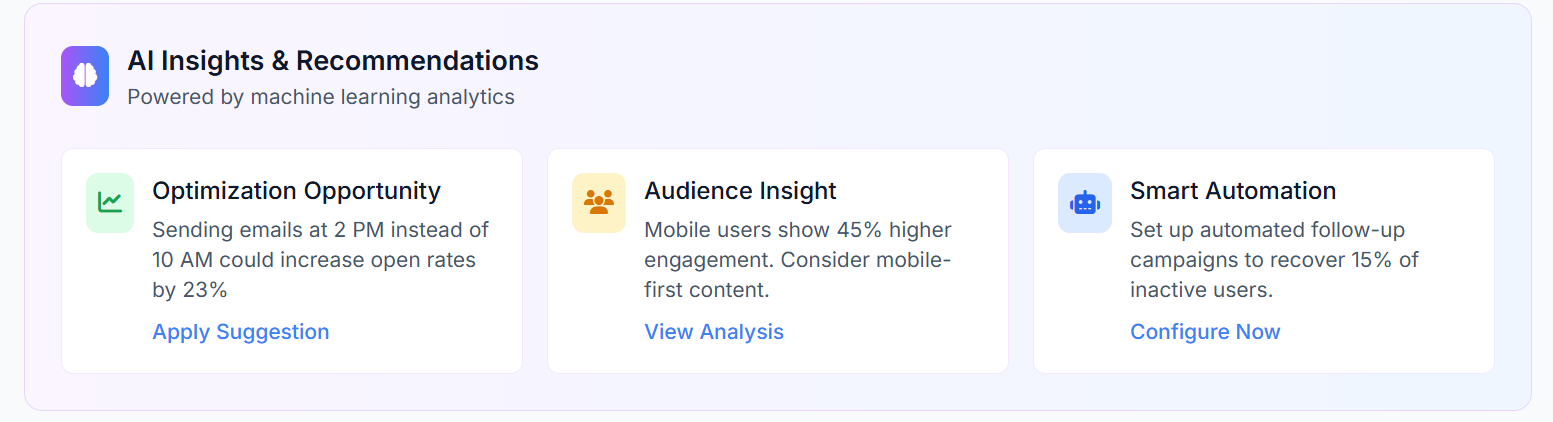 AI Insights & Recommendations
Powered by machine learning analytics
Optimization Opportunity
Sending emails at 2 PM instead of
10 AM could increase open rates
by 23%
Apply Suggestion
Audience Insight
Mobile users show 45% higher
engagement. Consider mobile-
first content.
View Analysis
Smart Automation
Set up automated follow-up
campaigns to recover 15% of
inactive users.
Configure Now